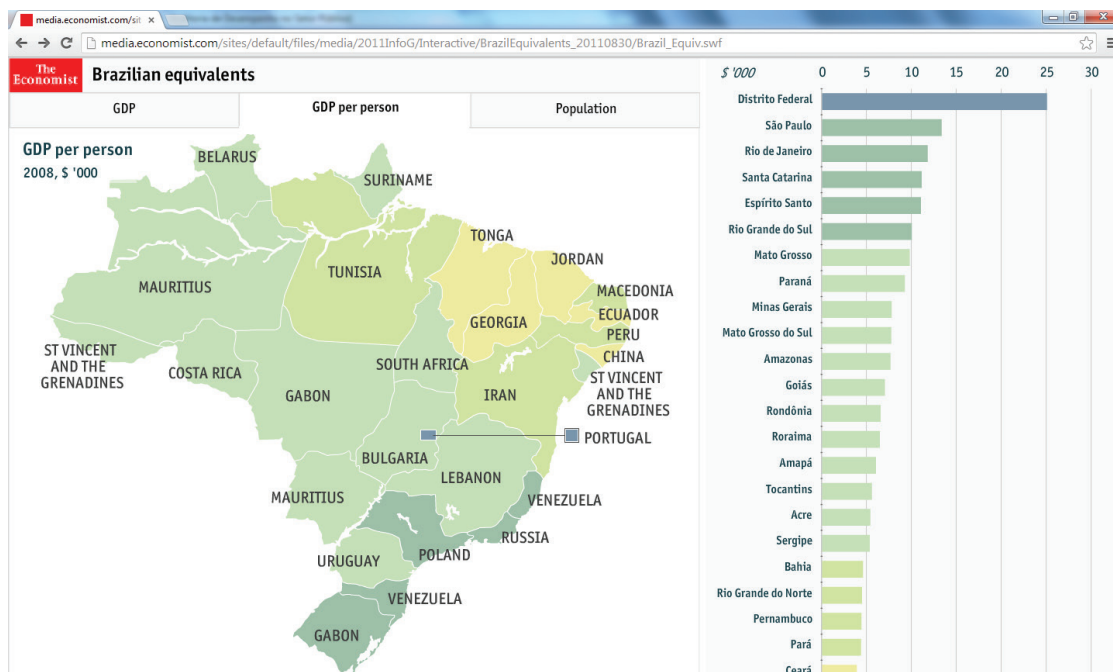 media.economist.com/sit
media.economist.com/sites/default/files/media/2011InfoG/Interactive/BrazilEquivalents_20110830/Brazil_Equiv.swf
The
Economist
Brazilian equivalents
GDP
GDP per person
Population
GDP per person
2008, $ '000
BELARUS
SURINAME
TONGA
JORDAN
TUNISIA
MAURITIUS
MACEDONIA
ECUADOR
GEORGIA
PERU
CHINA
ST VINCENT
AND THE
GRENADINES
COSTA RICA
SOUTH AFRICA
GABON
IRAN
ST VINCENT
AND THE
GRENADINES
PORTUGAL
BULGARIA
LEBANON
MAURITIUS
VENEZUELA
RUSSIA
POLAND
URUGUAY
VENEZUELA
GABON
$ '000
0 5 10 15 20 25 30
Distrito Federal
São Paulo
Rio de Janeiro
Santa Catarina
Espírito Santo
Rio Grande do Sul
Mato Grosso
Paraná
Minas Gerais
Mato Grosso do Sul
Amazonas
Goiás
Rondônia
Roraima
Amapá
Tocantins
Acre
Sergipe
Bahia
Rio Grande do Norte
Pernambuco
Pará
Ceará